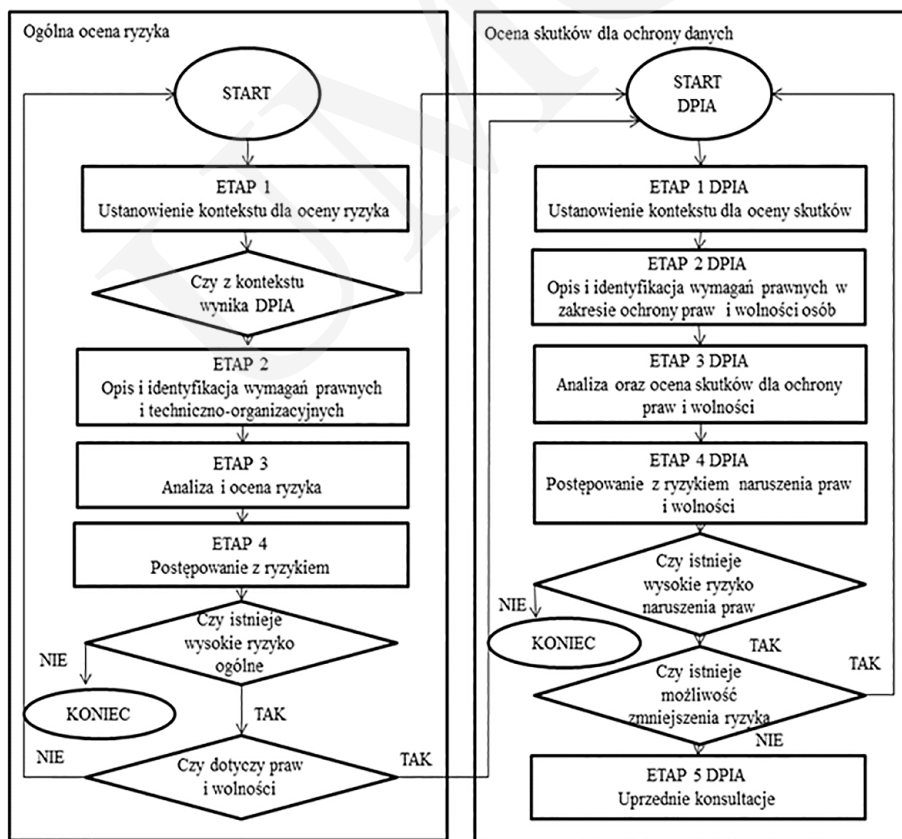 Ogólna ocena ryzyka
START
ETAP 1
Ustanowienie kontekstu dla oceny ryzyka
Czy z kontekstu
wynika DPIA
ETAP 2
Opis i identyfikacja wymagań prawnych
i techniczno-organizacyjnych
ETAP 3
Analiza i ocena ryzyka
ETAP 4
Postępowanie z ryzykiem
Czy istnieje
wysokie ryzyko
ogólne
NIE
KONIEC
TAK
NIE
Czy dotyczy praw
i wolności
TAK
Ocena skutków dla ochrony danych
START
DPIA
ETAP 1 DPIA
Ustanowienie kontekstu dla oceny skutków
ETAP 2 DPIA
Opis i identyfikacja wymagań prawnych w
zakresie ochrony praw i wolności osób
ETAP 3 DPIA
Analiza oraz ocena skutków dla ochrony
praw i wolności
ETAP 4 DPIA
Postępowanie z ryzykiem naruszenia praw
i wolności
Czy istnieje
wysokie ryzyko
naruszenia praw
NIE
KONIEC
TAK
Czy istnieje
możliwość
zmniejszenia ryzyka
TAK
NIE
ETAP 5 DPIA
Uprzednie konsultacje